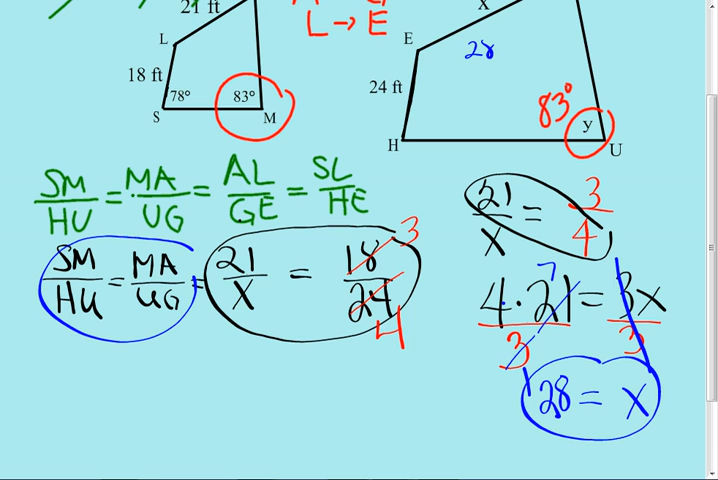 21 ft
L
18 ft
78°
83°
S
M
L → E
X
E
28
24 ft
83°
y
H
U
SM/HU = MA/UG = AL/GE = SL/HE
SM/HU = MA/UG = 21/X = 18/24
3
4
21/X = 3/4
7
4·21/3 = 3x/3
28 = X